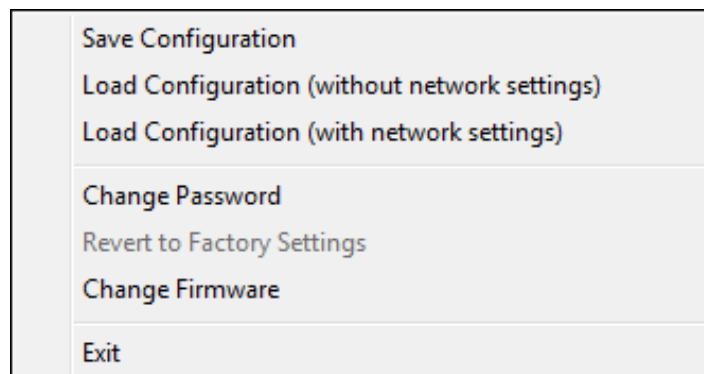 Save Configuration
Load Configuration (without network settings)
Load Configuration (with network settings)
Change Password
Revert to Factory Settings
Change Firmware
Exit